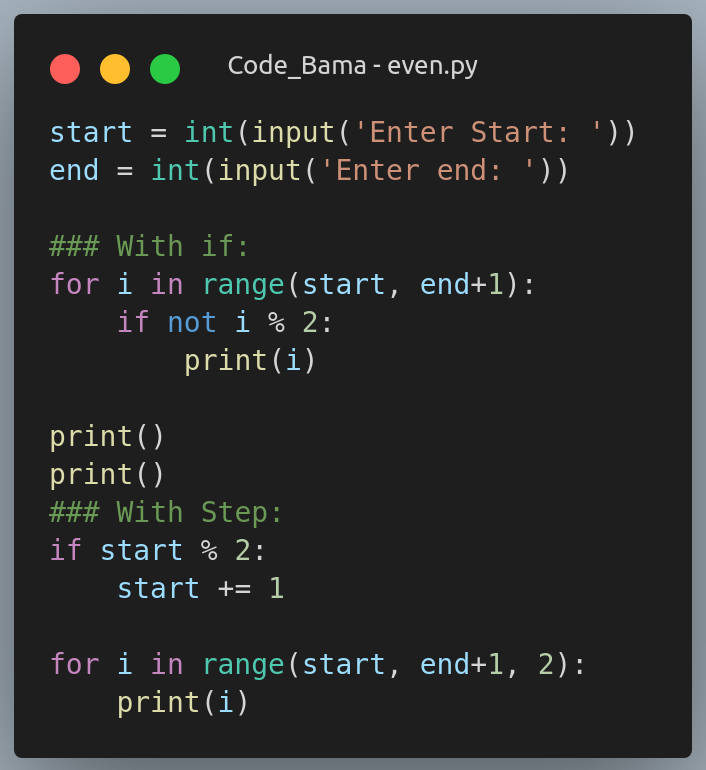 Code_Bama - even.py
start = int(input('Enter Start: '))
end = int(input('Enter end: '))
### With if:
for i in range(start, end+1):
    if not i % 2:
        print(i)
print()
print()
### With Step:
if start % 2:
    start += 1
for i in range(start, end+1, 2):
    print(i)